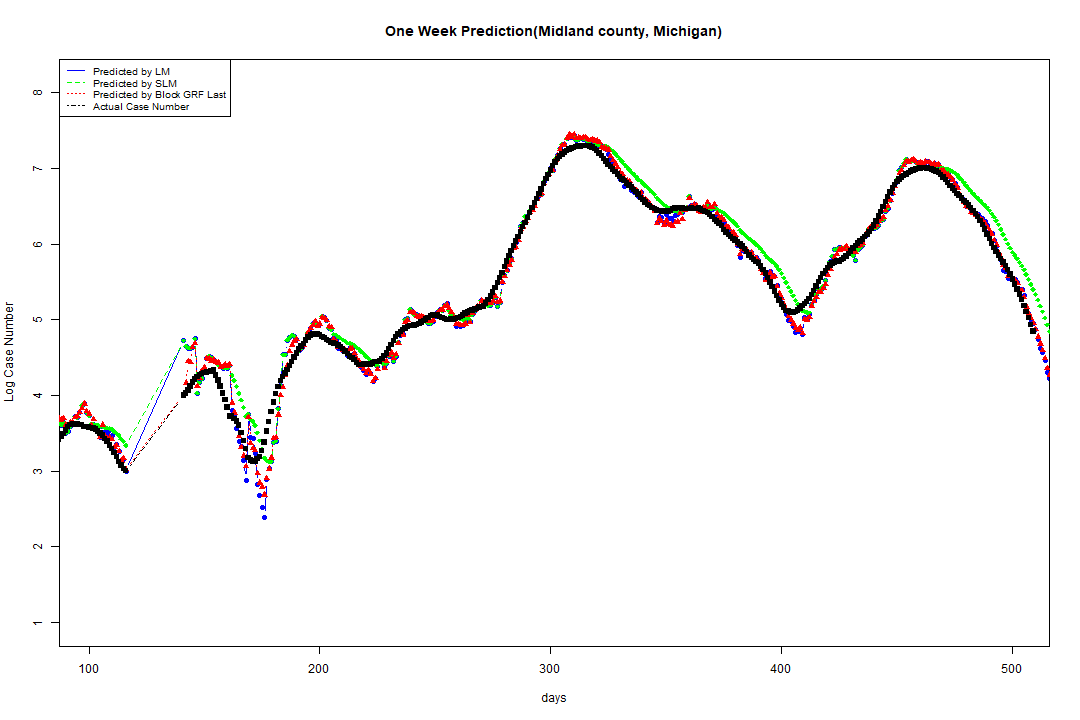 One Week Prediction(Midland county, Michigan)
Predicted by LM
Predicted by SLM
Predicted by Block GRF Last
Actual Case Number
Log Case Number
8
7
6
5
4
3
2
1
100 200 300 400 500
days